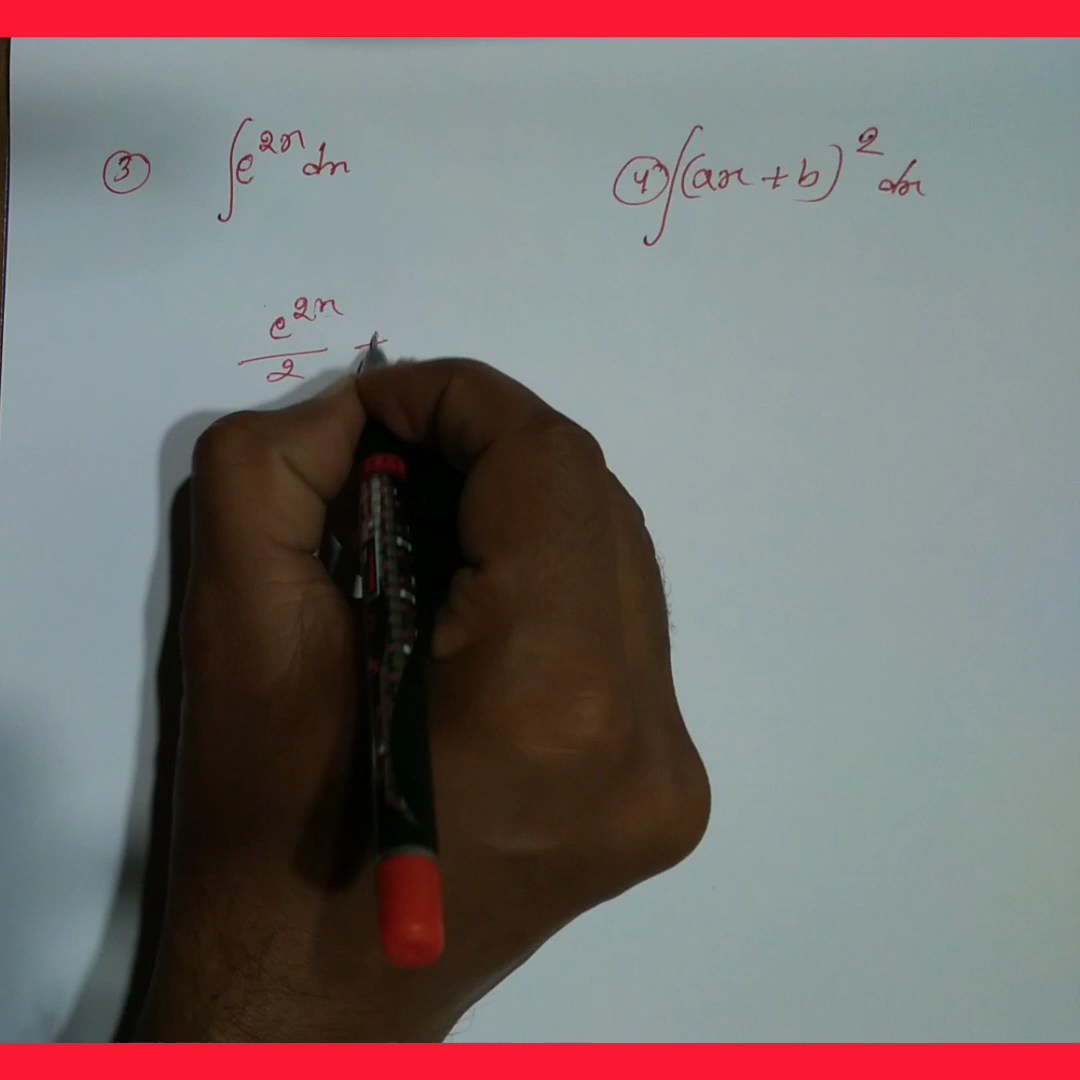 ③ ∫e^{2x} dx
④ ∫(ax + b)^2 dx
e^{2x}/2 +